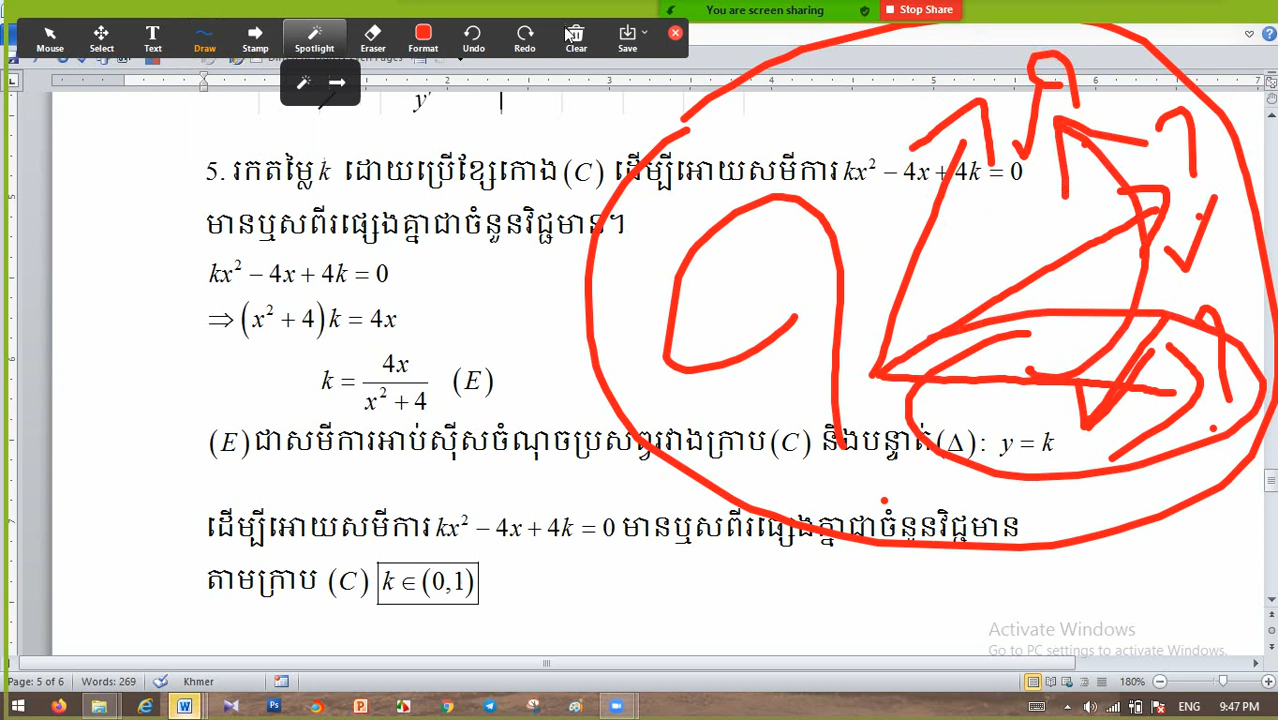 You are screen sharing
Stop Share
Mouse Select Text Draw Stamp Spotlight Eraser Format Undo Redo Clear Save
2 5 6 7
y'
5. រកតម្លៃ k ដោយប្រើខ្សែកោង (C) ដើម្បីអោយសមីការ kx² − 4x + 4k = 0
មានឬសពីរផ្សេងគ្នាជាចំនួនវិជ្ជមាន។
kx² − 4x + 4k = 0
⇒ (x² + 4)k = 4x
k = 4x / (x² + 4) (E)
(E) ជាសមីការអាប់ស៊ីសចំណុចប្រសព្វរវាងក្រាប (C) និងបន្ទាត់ (Δ): y = k
ដើម្បីអោយសមីការ kx² − 4x + 4k = 0 មានឬសពីរផ្សេងគ្នាជាចំនួនវិជ្ជមាន
តាមក្រាប (C) k ∈ (0,1)
Activate Windows
Go to PC settings to activate Windows.
Page: 5 of 6 Words: 269 Khmer 180%
9:47 PM